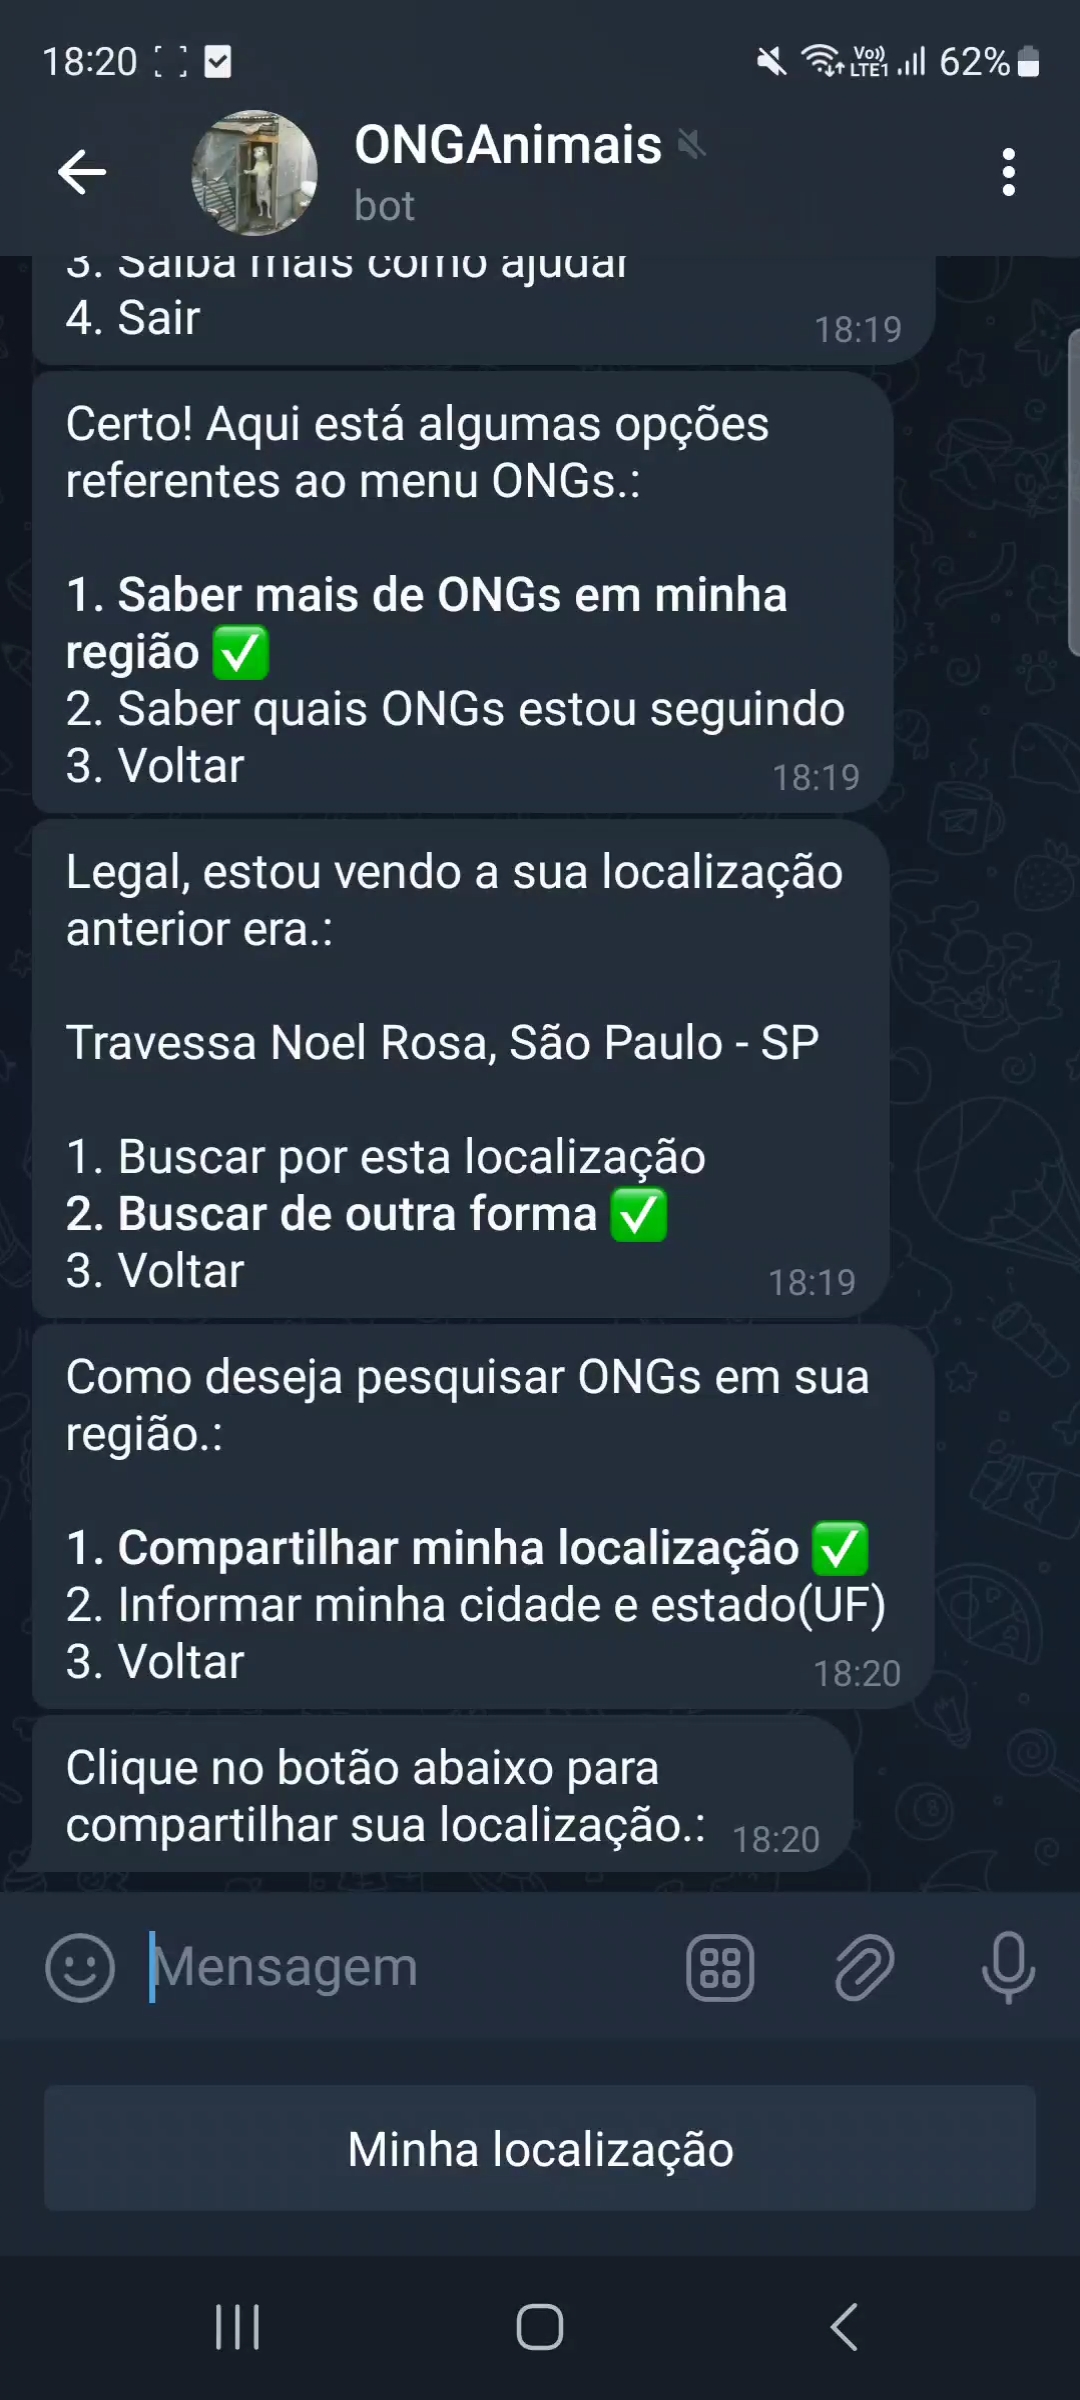 18:20
Vo))
LTE1
62%
ONGAnimais
bot
3. Saiba mais como ajudar
4. Sair
18:19
Certo! Aqui está algumas opções
referentes ao menu ONGs.:
1. Saber mais de ONGs em minha
região ✅
2. Saber quais ONGs estou seguindo
3. Voltar
18:19
Legal, estou vendo a sua localização
anterior era.:
Travessa Noel Rosa, São Paulo - SP
1. Buscar por esta localização
2. Buscar de outra forma ✅
3. Voltar
18:19
Como deseja pesquisar ONGs em sua
região.:
1. Compartilhar minha localização ✅
2. Informar minha cidade e estado(UF)
3. Voltar
18:20
Clique no botão abaixo para
compartilhar sua localização.:
18:20
Mensagem
Minha localização